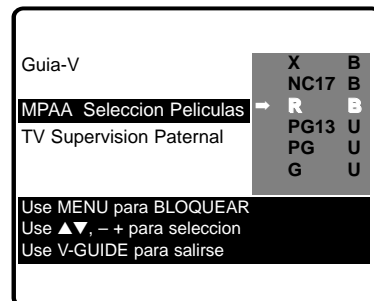 Guia-V
X B
NC17 B
MPAA Seleccion Peliculas ➡ R B
PG13 U
TV Supervision Paternal
PG U
G U
Use MENU para BLOQUEAR
Use ▲▼, – + para seleccion
Use V-GUIDE para salirse